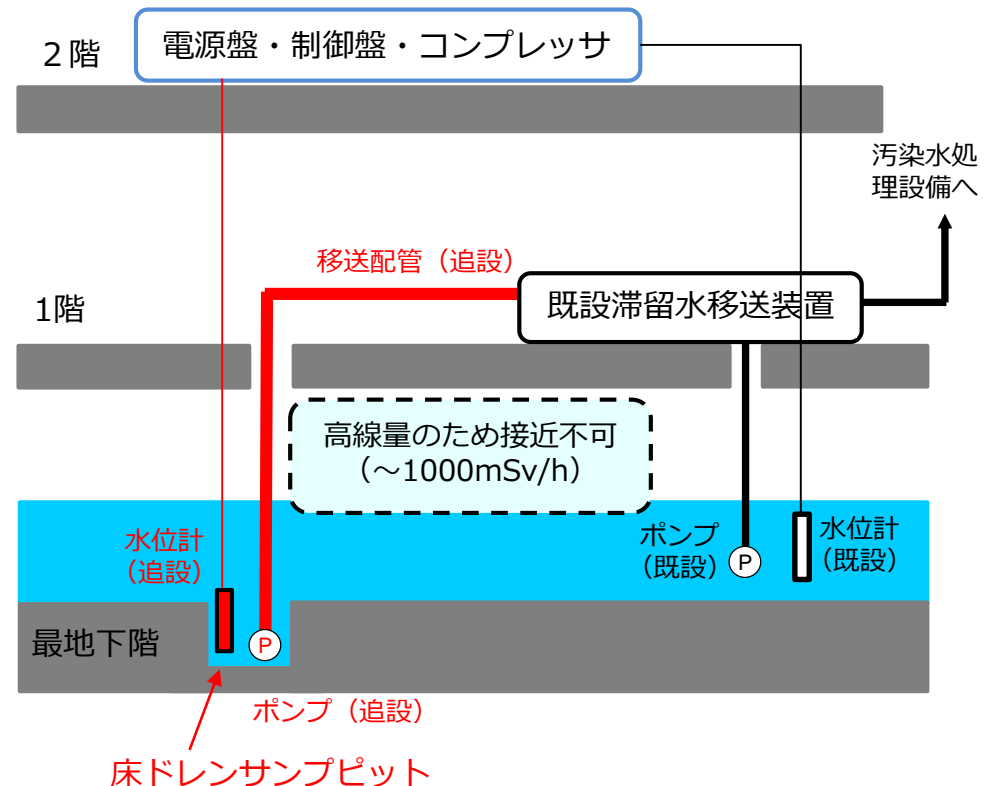 電源盤・制御盤・コンプレッサ
２階
汚染水処
理設備へ
移送配管（追設）
既設滞留水移送装置
1階
高線量のため接近不可
（～1000mSv/h）
水位計
（追設）
ポンプ
（既設）
P
水位計
（既設）
最地下階
P
ポンプ（追設）
床ドレンサンプピット